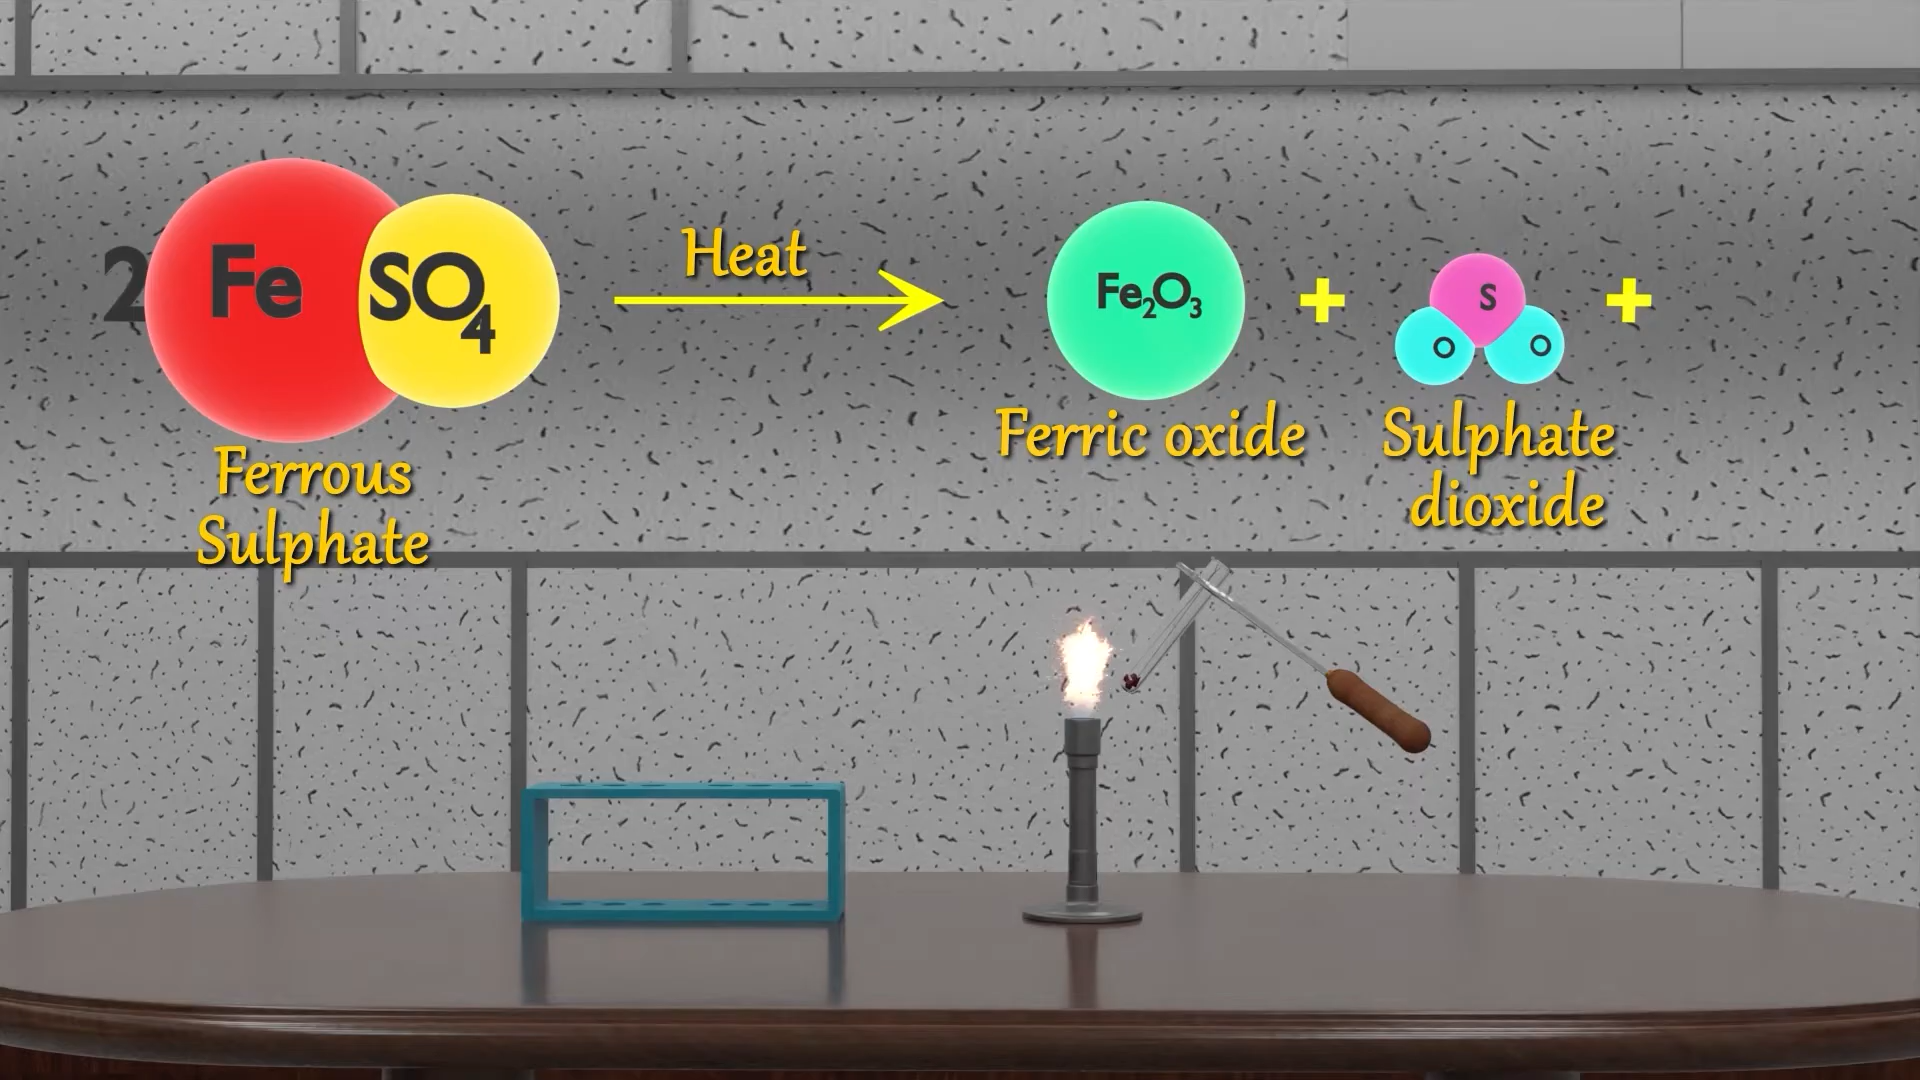 2 Fe SO4
Heat
Fe2O3 + S O O +
Ferrous
Sulphate
Ferric oxide
Sulphate
dioxide